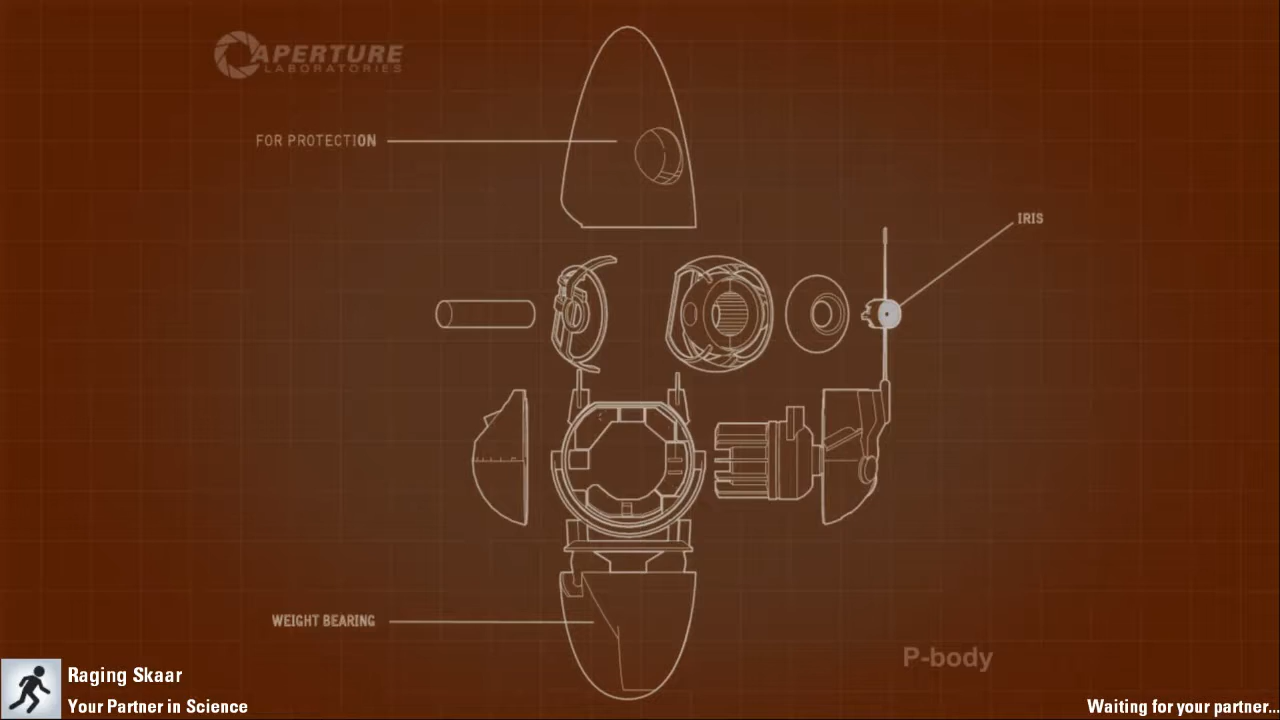 APERTURE
LABORATORIES
FOR PROTECTION
IRIS
WEIGHT BEARING
P-body
Raging Skaar
Your Partner in Science
Waiting for your partner...